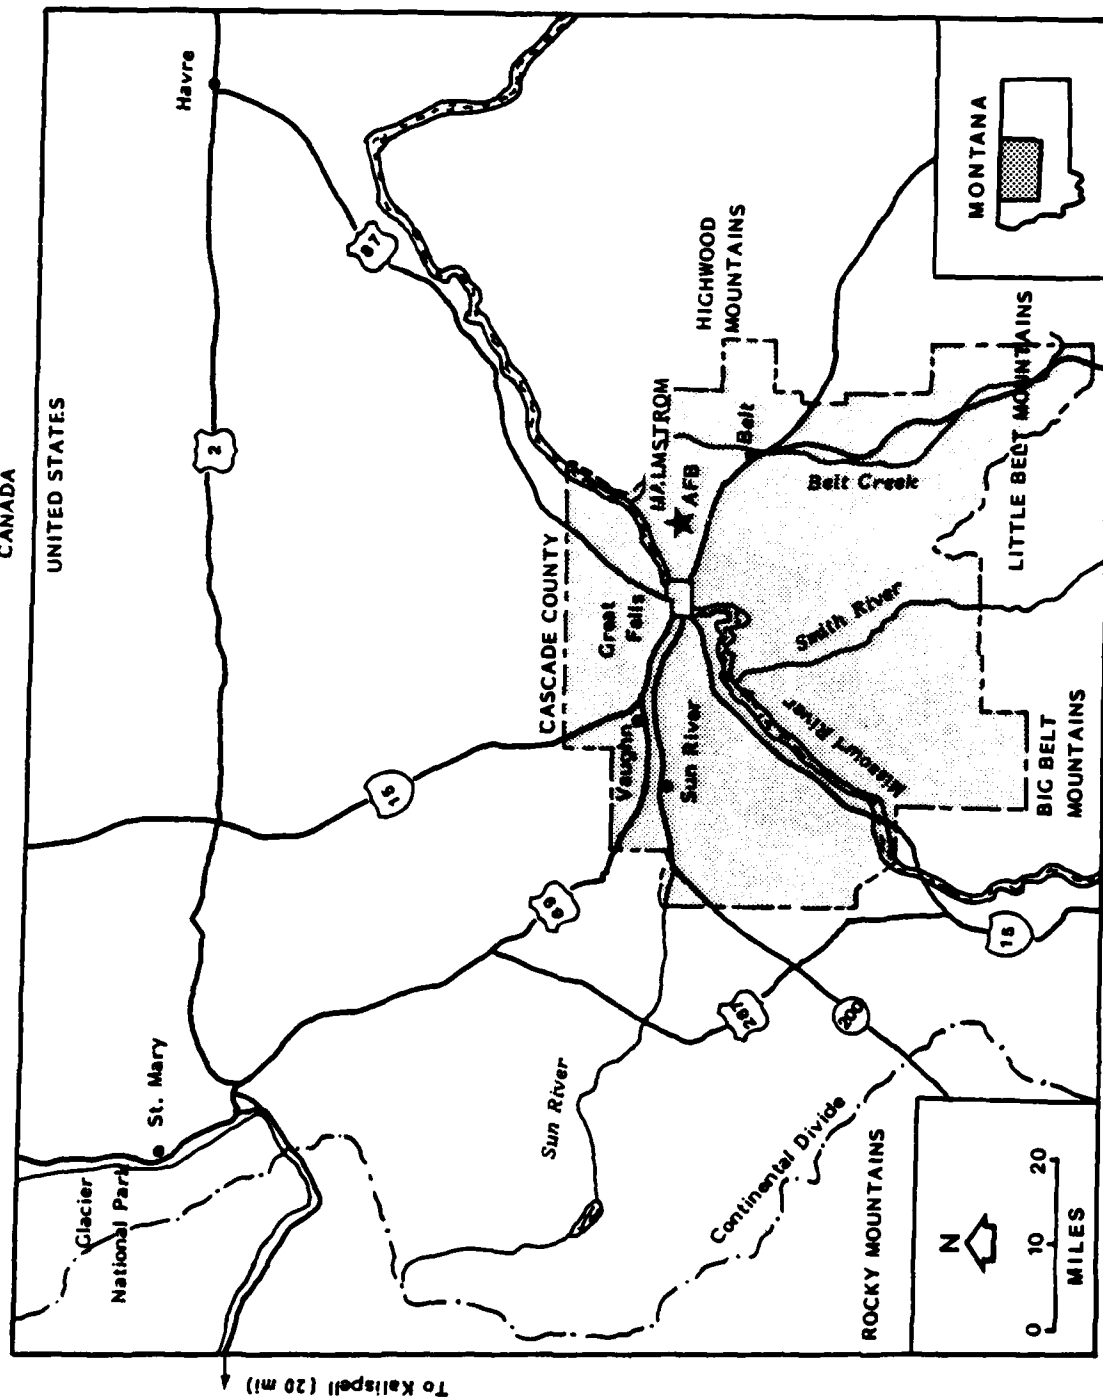 CANADA
UNITED STATES
Havre
2
87
15
St. Mary
Glacier
National Park
To Kalispell (20 mi)
89
287
200
15
Sun River
Continental Divide
ROCKY MOUNTAINS
CASCADE COUNTY
Great
Falls
Vaughn
Sun River
MALMSTROM
AFB
Belt
Belt Creek
HIGHWOOD
MOUNTAINS
Smith River
Missouri River
LITTLE BELT MOUNTAINS
BIG BELT
MOUNTAINS
MONTANA
N
0 10 20
MILES